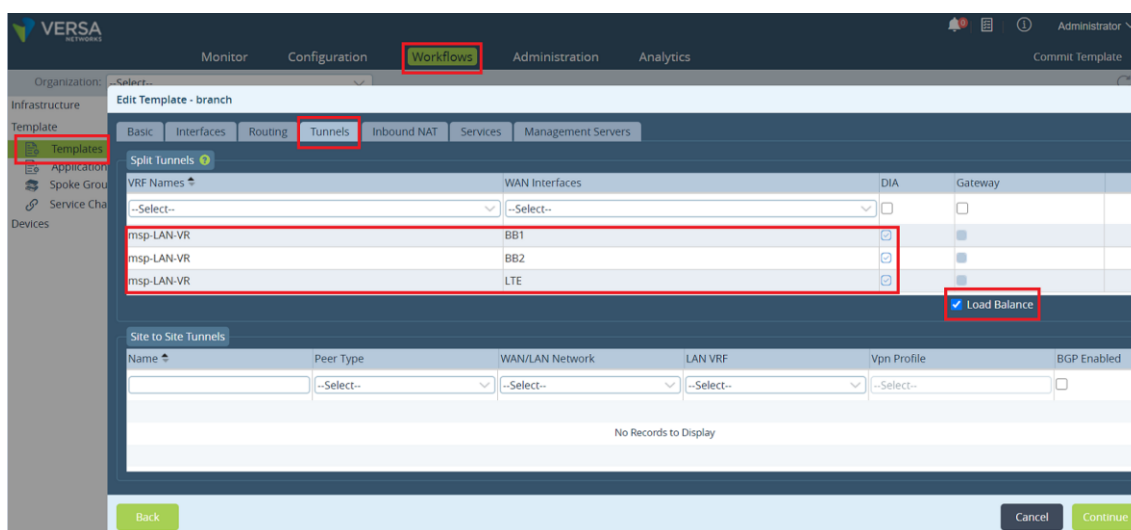 VERSA
NETWORKS
Administrator
Monitor Configuration Workflows Administration Analytics Commit Template
Organization: --Select--
Infrastructure
Template
Templates
Application
Spoke Grou
Service Cha
Devices
Edit Template - branch
Basic Interfaces Routing Tunnels Inbound NAT Services Management Servers
Split Tunnels ?
VRF Names WAN Interfaces DIA Gateway
--Select-- --Select--
msp-LAN-VR BB1
msp-LAN-VR BB2
msp-LAN-VR LTE
Load Balance
Site to Site Tunnels
Name Peer Type WAN/LAN Network LAN VRF Vpn Profile BGP Enabled
--Select-- --Select-- --Select-- --Select--
No Records to Display
Back Cancel Continue